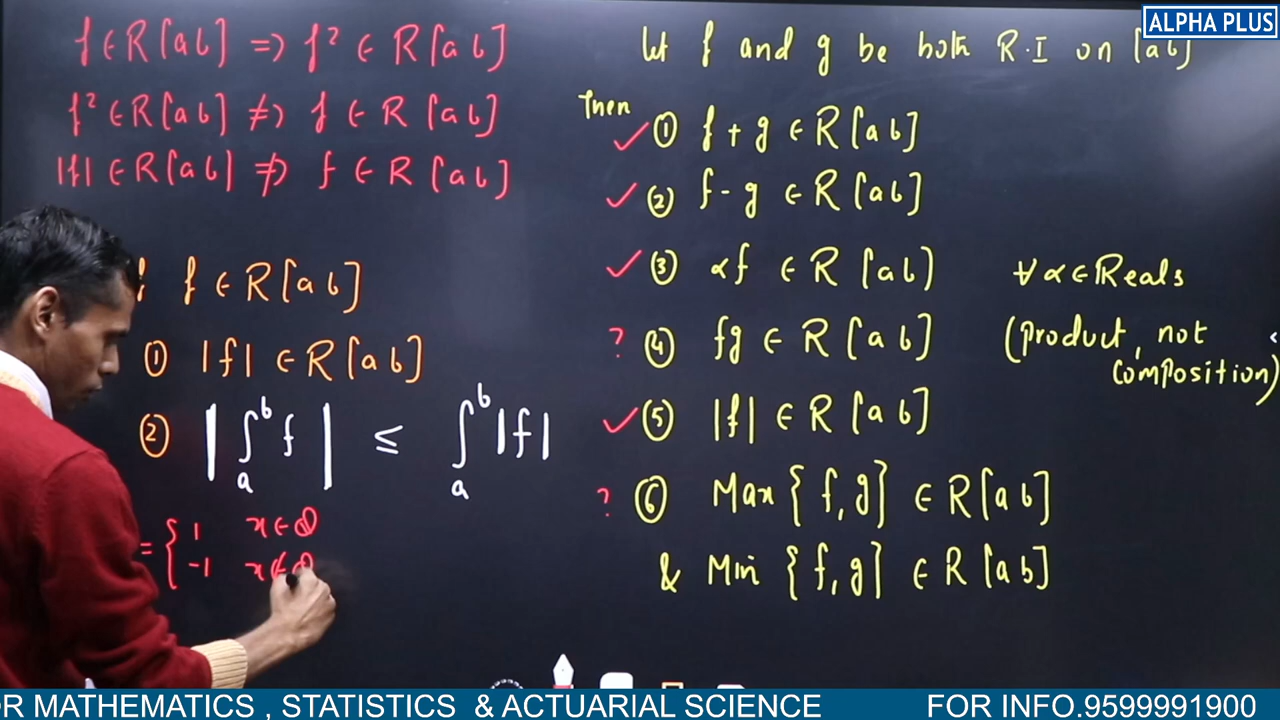 ALPHA PLUS
f ∈ R[a b] => f² ∈ R[a b]
f² ∈ R[a b] ≠> f ∈ R[a b]
|f| ∈ R[a b] ≠> f ∈ R[a b]
f ∈ R[a b]
① |f| ∈ R[a b]
② |∫ₐᵇ f| ≤ ∫ₐᵇ |f|
= { 1 x ∈ Q
-1 x ∉ Q
Let f and g be both R.I on [a b]
Then
✓ ① f + g ∈ R[a b]
✓ ② f - g ∈ R[a b]
✓ ③ αf ∈ R[a b] ∀ α ∈ Reals
? ④ fg ∈ R[a b] (product, not
composition)
✓ ⑤ |f| ∈ R[a b]
? ⑥ Max {f, g} ∈ R[a b]
& Min {f, g} ∈ R[a b]
OR MATHEMATICS , STATISTICS & ACTUARIAL SCIENCE FOR INFO.9599991900